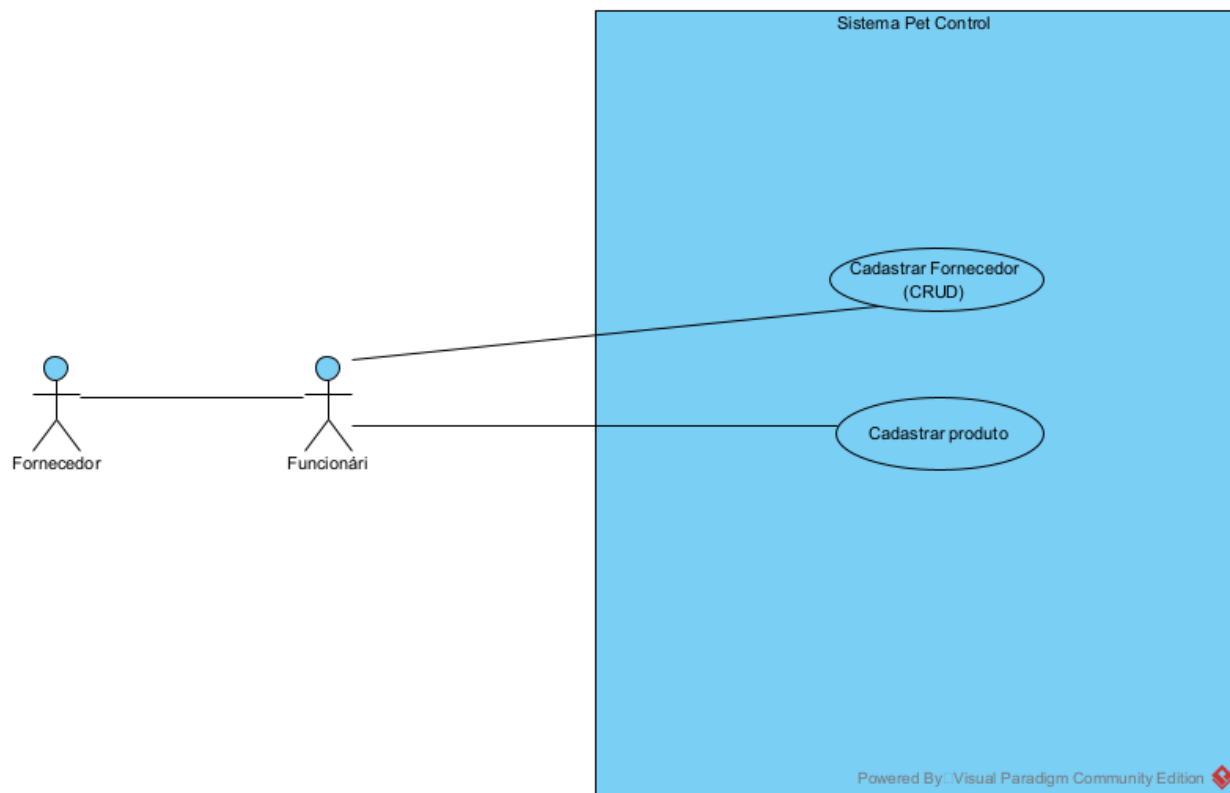 Sistema Pet Control
Cadastrar Fornecedor
(CRUD)
Cadastrar produto
Fornecedor
Funcionári
Powered By Visual Paradigm Community Edition